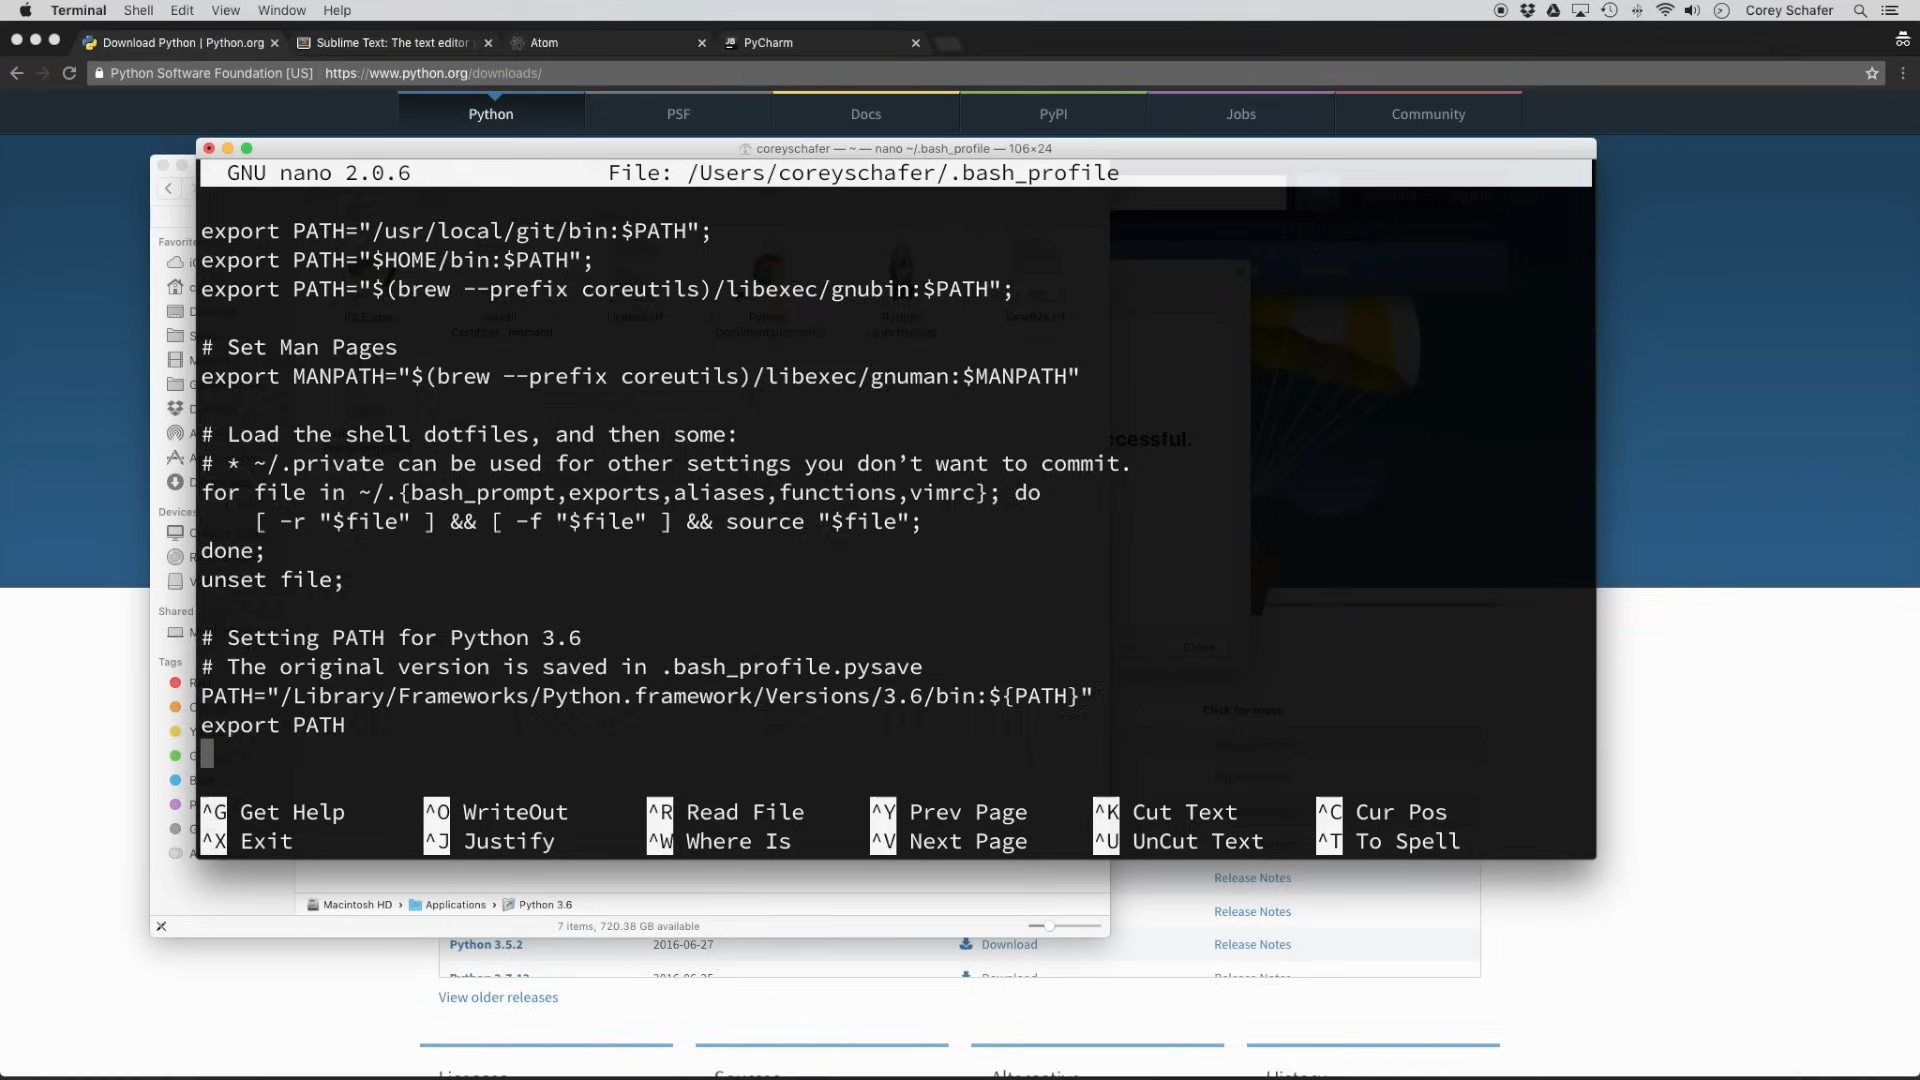 Terminal Shell Edit View Window Help Corey Schafer
Download Python | Python.org Sublime Text: The text editor Atom PyCharm
Python Software Foundation [US] https://www.python.org/downloads/
Python PSF Docs PyPI Jobs Community
coreyschafer — ~ — nano ~/.bash_profile — 106×24
GNU nano 2.0.6 File: /Users/coreyschafer/.bash_profile
export PATH="/usr/local/git/bin:$PATH";
export PATH="$HOME/bin:$PATH";
export PATH="$(brew --prefix coreutils)/libexec/gnubin:$PATH";
# Set Man Pages
export MANPATH="$(brew --prefix coreutils)/libexec/gnuman:$MANPATH"
# Load the shell dotfiles, and then some:
# * ~/.private can be used for other settings you don’t want to commit.
for file in ~/.{bash_prompt,exports,aliases,functions,vimrc}; do
[ -r "$file" ] && [ -f "$file" ] && source "$file";
done;
unset file;
# Setting PATH for Python 3.6
# The original version is saved in .bash_profile.pysave
PATH="/Library/Frameworks/Python.framework/Versions/3.6/bin:${PATH}"
export PATH
^G Get Help ^O WriteOut ^R Read File ^Y Prev Page ^K Cut Text ^C Cur Pos
^X Exit ^J Justify ^W Where Is ^V Next Page ^U UnCut Text ^T To Spell
Devices
Shared
Tags
Close
Click for more
Release Notes
Macintosh HD › Applications › Python 3.6
Release Notes
7 items, 720.38 GB available
Python 3.5.2 2016-06-27 Download Release Notes
View older releases